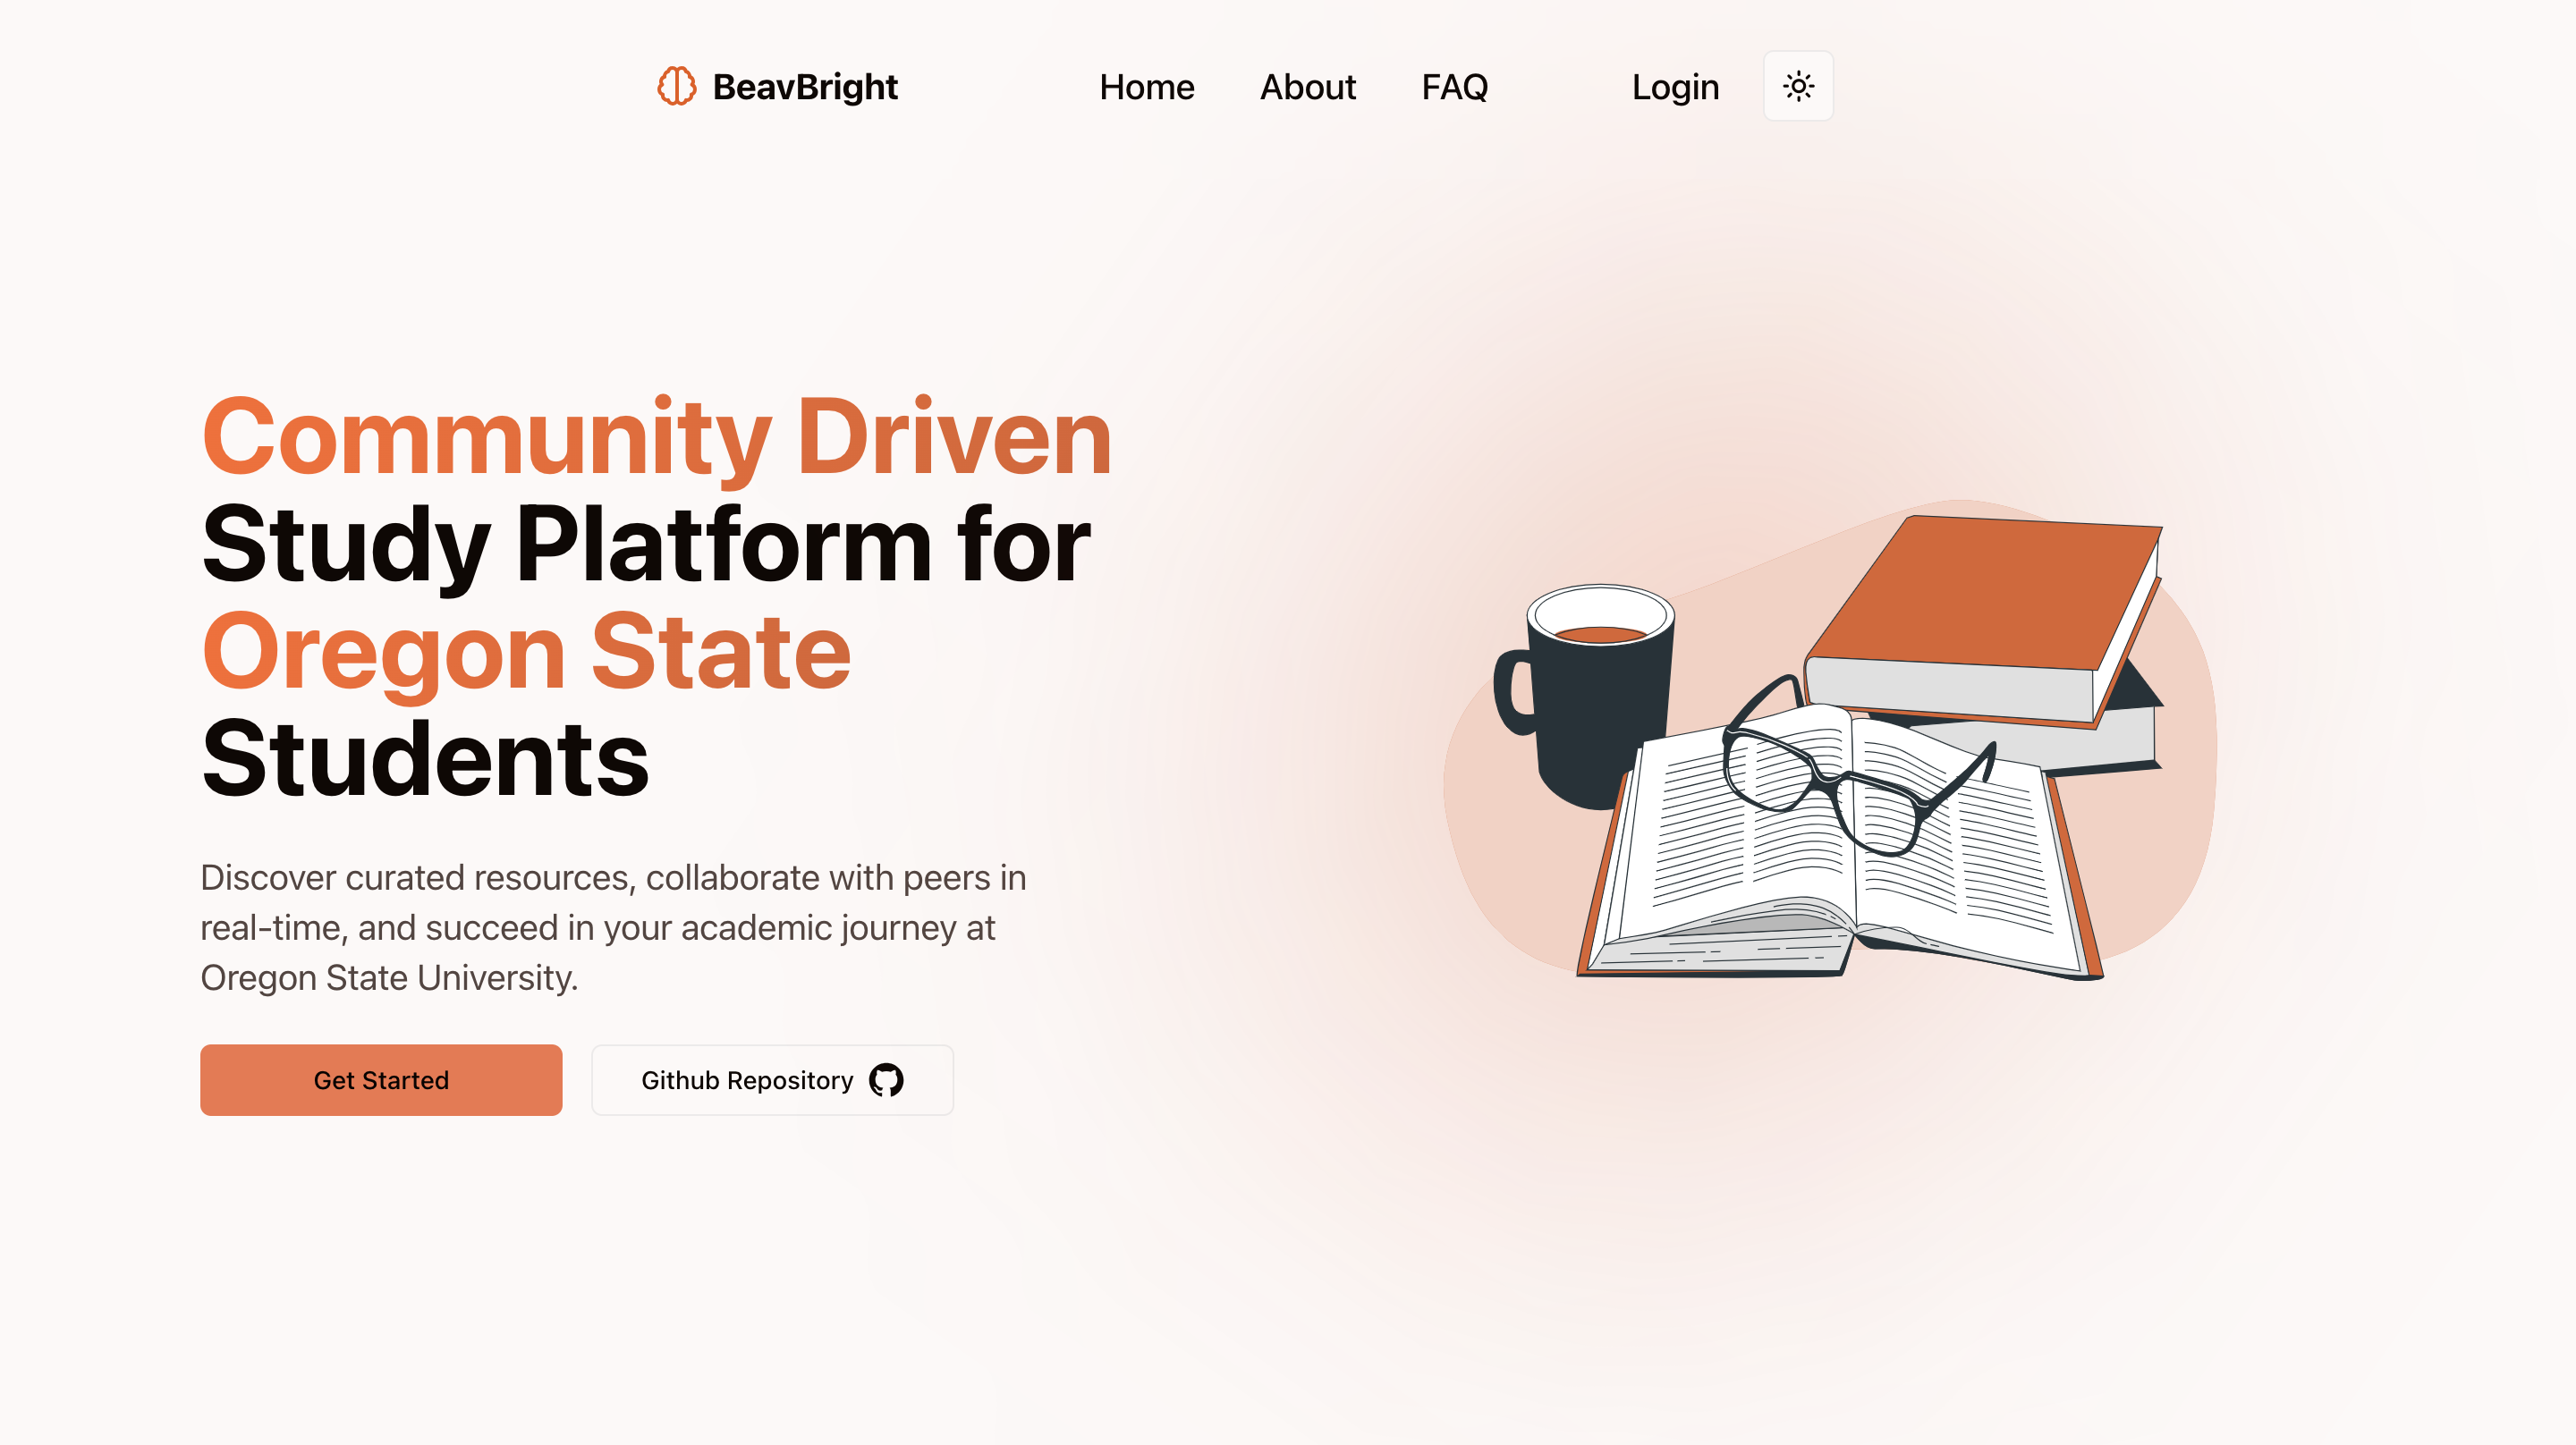 BeavBright
Home
About
FAQ
Login
Community Driven
Study Platform for
Oregon State
Students
Discover curated resources, collaborate with peers in
real-time, and succeed in your academic journey at
Oregon State University.
Get Started
Github Repository